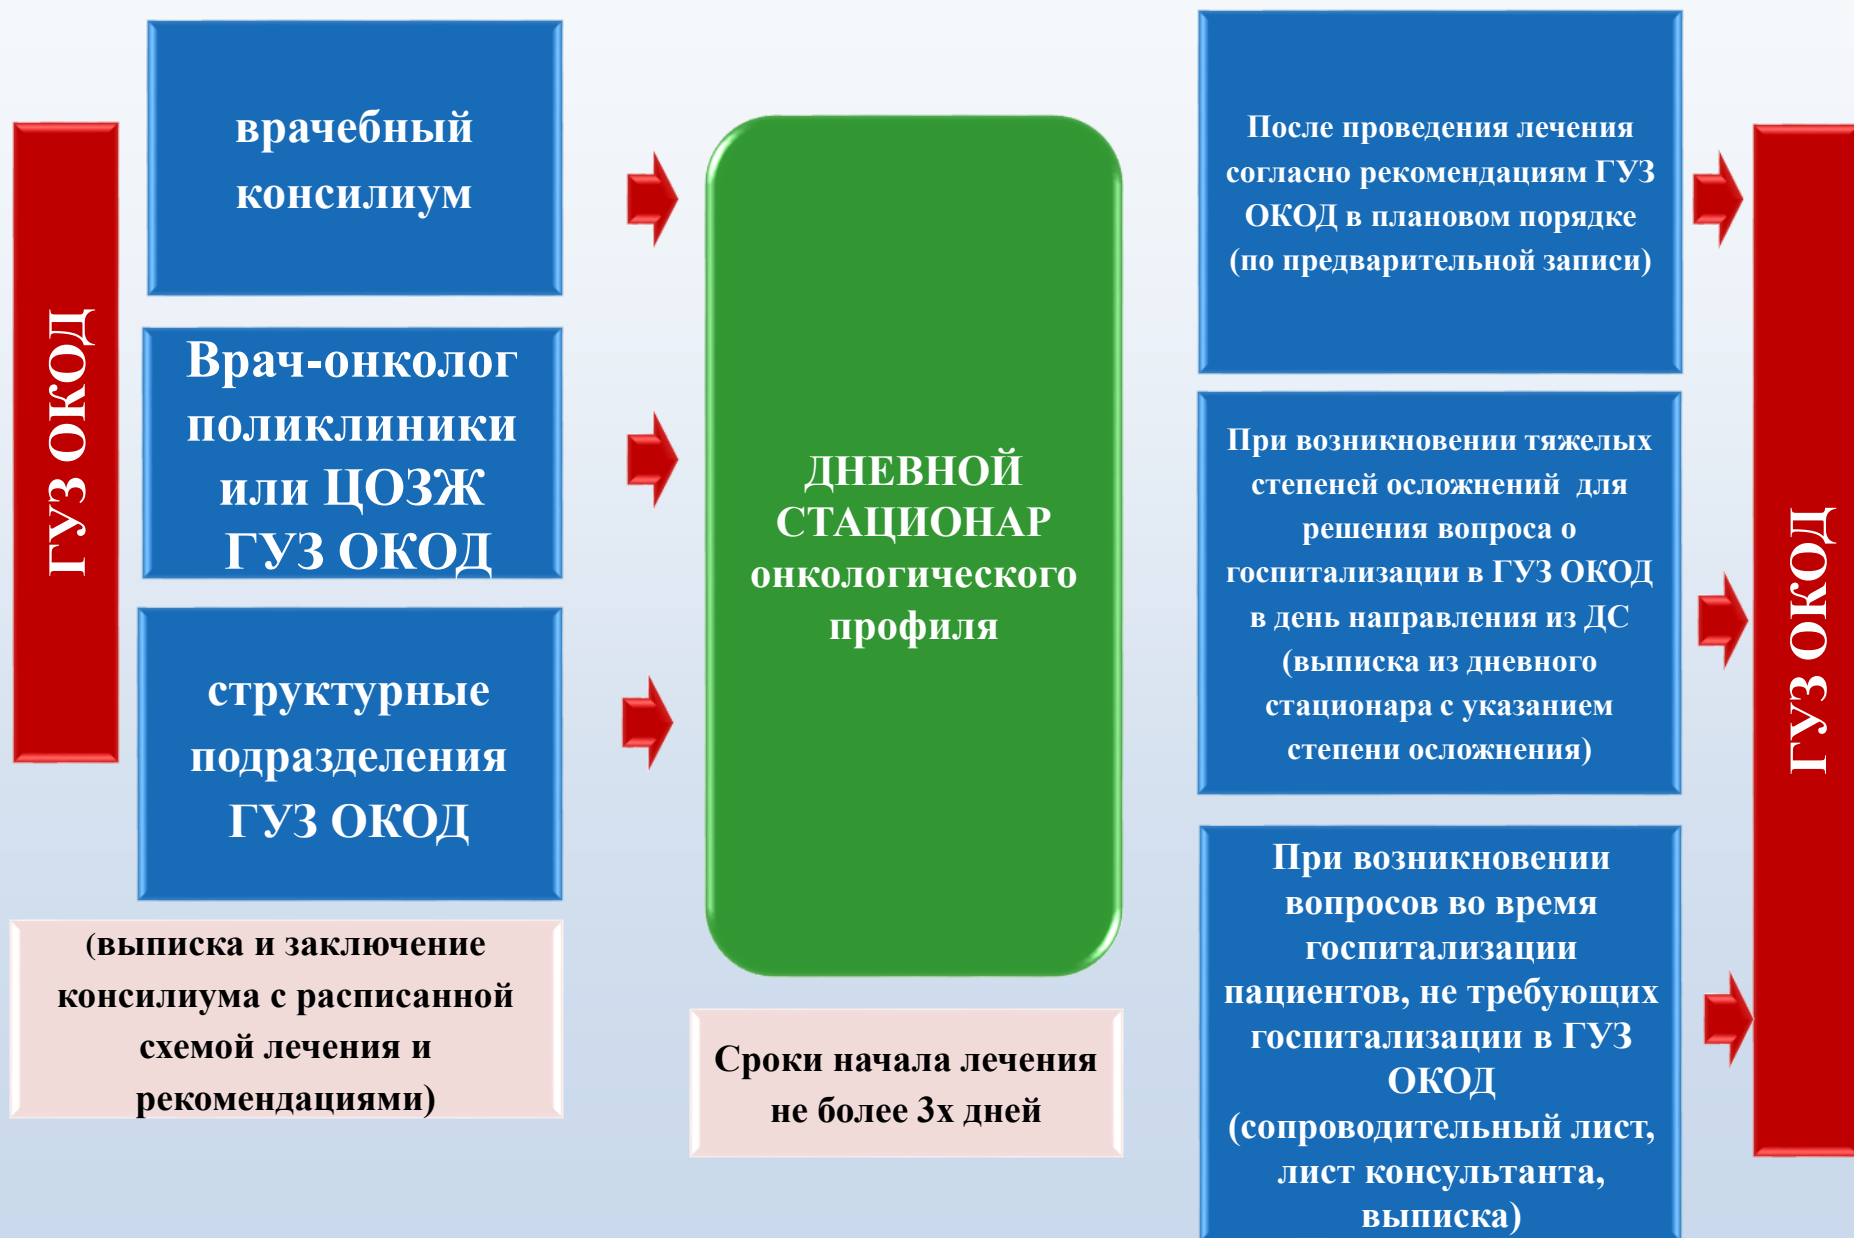 ГУЗ ОКОД
врачебный
консилиум
Врач-онколог
поликлиники
или ЦОЗЖ
ГУЗ ОКОД
структурные
подразделения
ГУЗ ОКОД
(выписка и заключение
консилиума с расписанной
схемой лечения и
рекомендациями)
ДНЕВНОЙ
СТАЦИОНАР
онкологического
профиля
Сроки начала лечения
не более 3х дней
После проведения лечения
согласно рекомендациям ГУЗ
ОКОД в плановом порядке
(по предварительной записи)
При возникновении тяжелых
степеней осложнений для
решения вопроса о
госпитализации в ГУЗ ОКОД
в день направления из ДС
(выписка из дневного
стационара с указанием
степени осложнения)
При возникновении
вопросов во время
госпитализации
пациентов, не требующих
госпитализации в ГУЗ
ОКОД
(сопроводительный лист,
лист консультанта,
выписка)
ГУЗ ОКОД